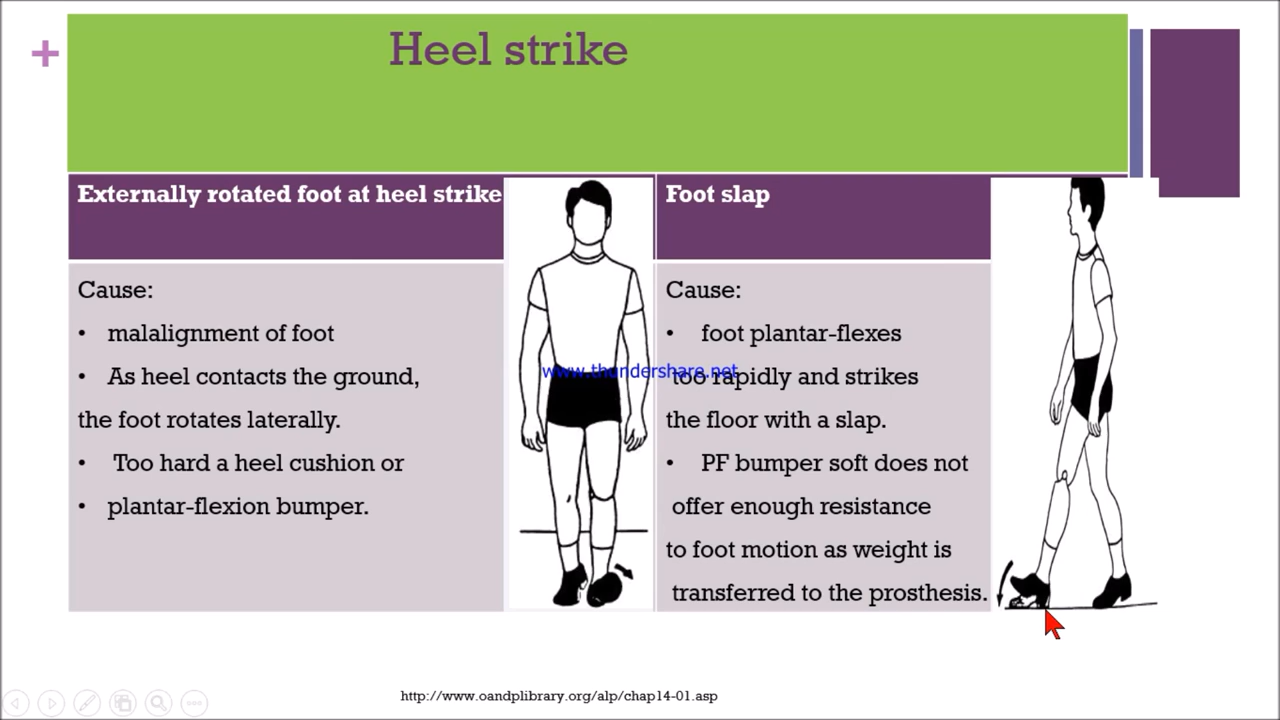 +
Heel strike
Externally rotated foot at heel strike
Cause:
• malalignment of foot
• As heel contacts the ground,
the foot rotates laterally.
• Too hard a heel cushion or
• plantar-flexion bumper.
Foot slap
Cause:
• foot plantar-flexes
too rapidly and strikes
the floor with a slap.
• PF bumper soft does not
offer enough resistance
to foot motion as weight is
transferred to the prosthesis.
www.thundershare.net
http://www.oandplibrary.org/alp/chap14-01.asp